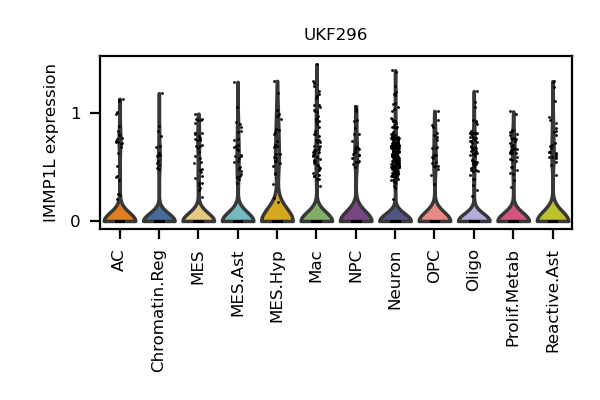 UKF296
IMMP1L expression
1
0
AC
Chromatin.Reg
MES
MES.Ast
MES.Hyp
Mac
NPC
Neuron
OPC
Oligo
Prolif.Metab
Reactive.Ast